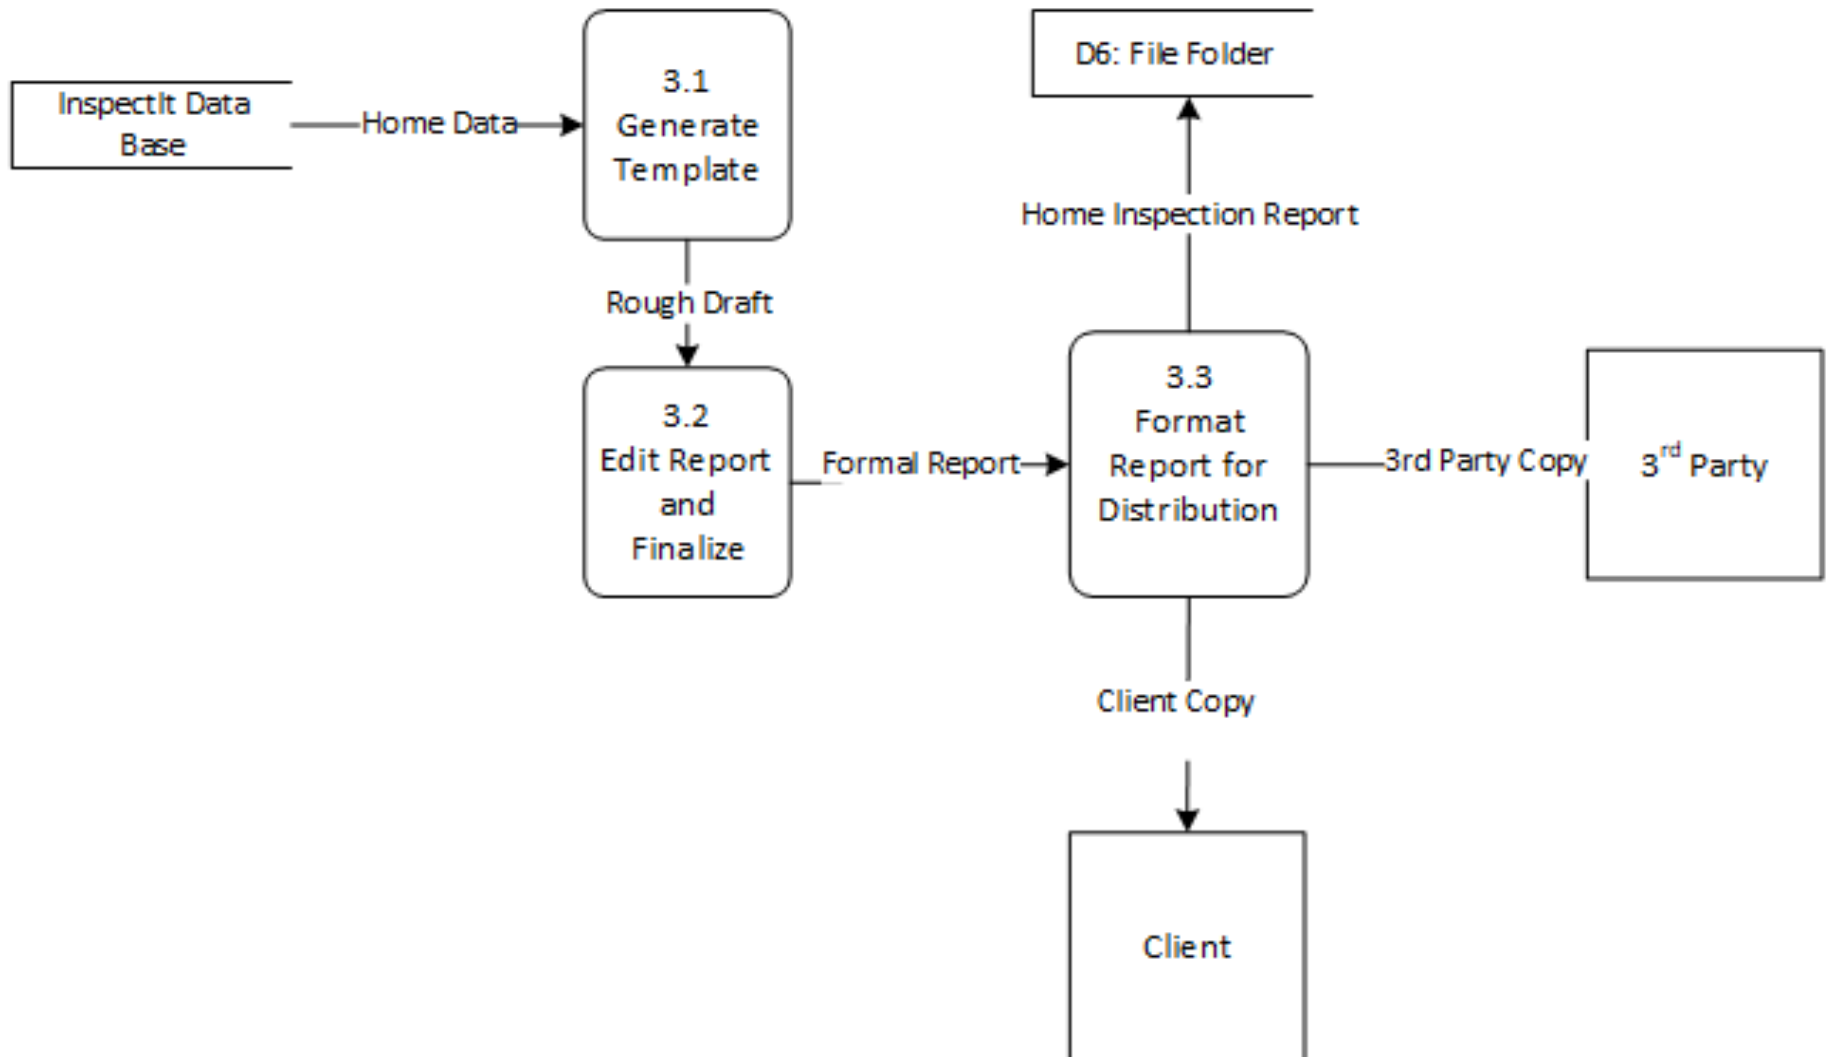 InspectIt Data
Base
Home Data
3.1
Generate
Template
D6: File Folder
Home Inspection Report
Rough Draft
3.2
Edit Report
and
Finalize
Formal Report
3.3
Format
Report for
Distribution
3rd Party Copy
3rd Party
Client Copy
Client